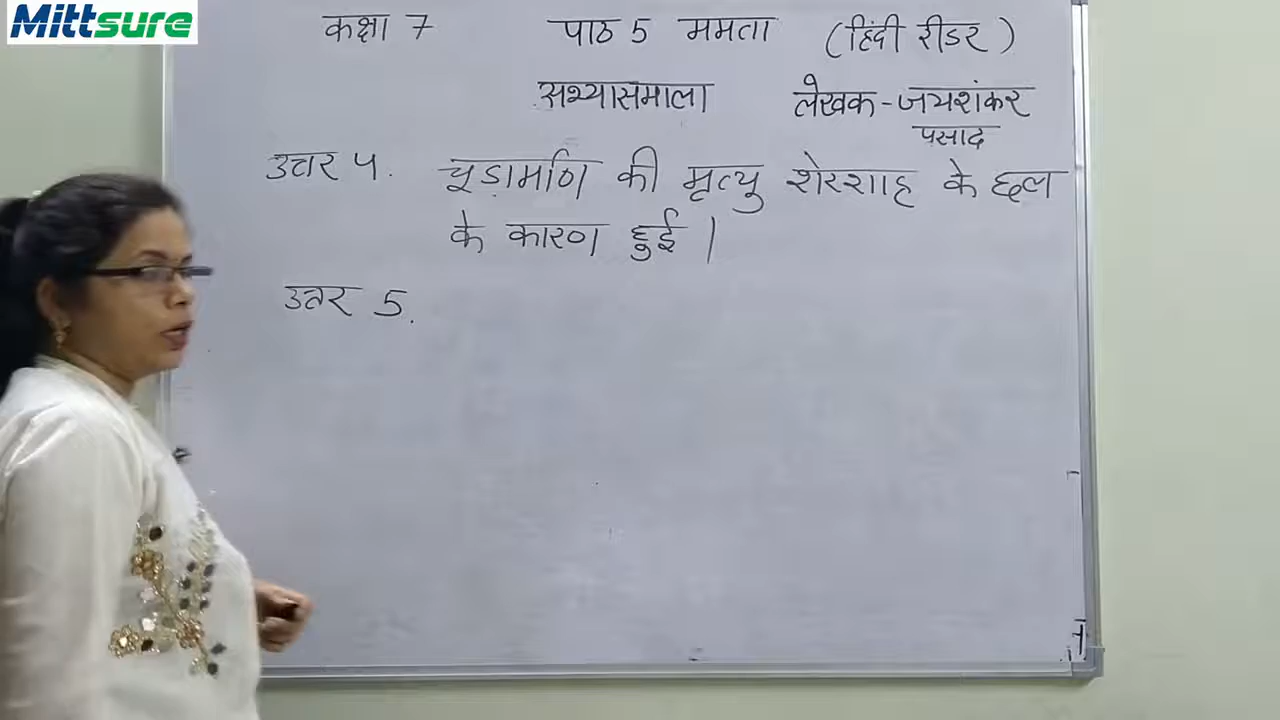 Mittsure
कक्षा 7 पाठ 5 ममता (हिंदी रीडर)
सभ्यासमाला लेखक-जयशंकर
प्रसाद
उत्तर 4. चूड़ामणि की मृत्यु शेरशाह के छल
के कारण हुई |
उत्तर 5.